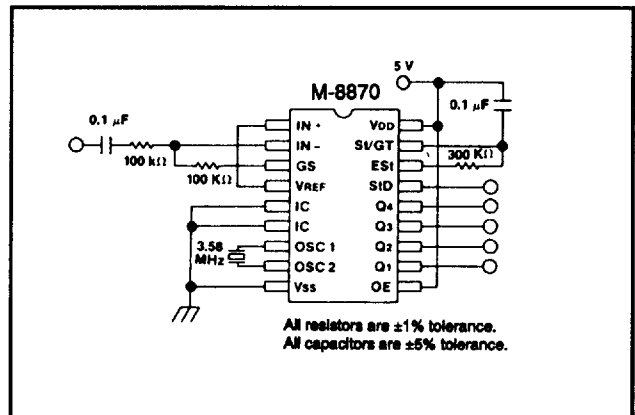 5 V
M-8870
0.1 µF
0.1 µF
100 kΩ
100 KΩ
300 KΩ
3.58
MHz
IN +
IN −
GS
VREF
IC
IC
OSC 1
OSC 2
VSS
VDD
St/GT
ESt
StD
Q4
Q3
Q2
Q1
OE
All resistors are ±1% tolerance.
All capacitors are ±5% tolerance.